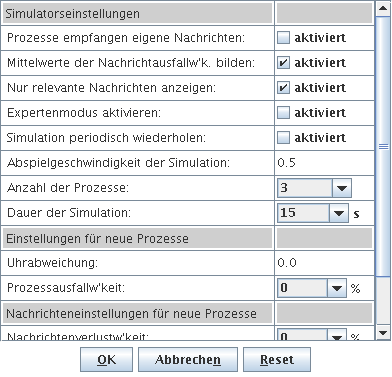 Simulatorseinstellungen
Prozesse empfangen eigene Nachrichten: aktiviert
Mittelwerte der Nachrichtausfallw'k. bilden: aktiviert
Nur relevante Nachrichten anzeigen: aktiviert
Expertenmodus aktivieren: aktiviert
Simulation periodisch wiederholen: aktiviert
Abspielgeschwindigkeit der Simulation: 0.5
Anzahl der Prozesse: 3
Dauer der Simulation: 15 s
Einstellungen für neue Prozesse
Uhrabweichung: 0.0
Prozessausfallw'keit: 0 %
Nachrichteneinstellungen für neue Prozesse
Nachrichtenverlustw'keit: 0 %
OK Abbrechen Reset